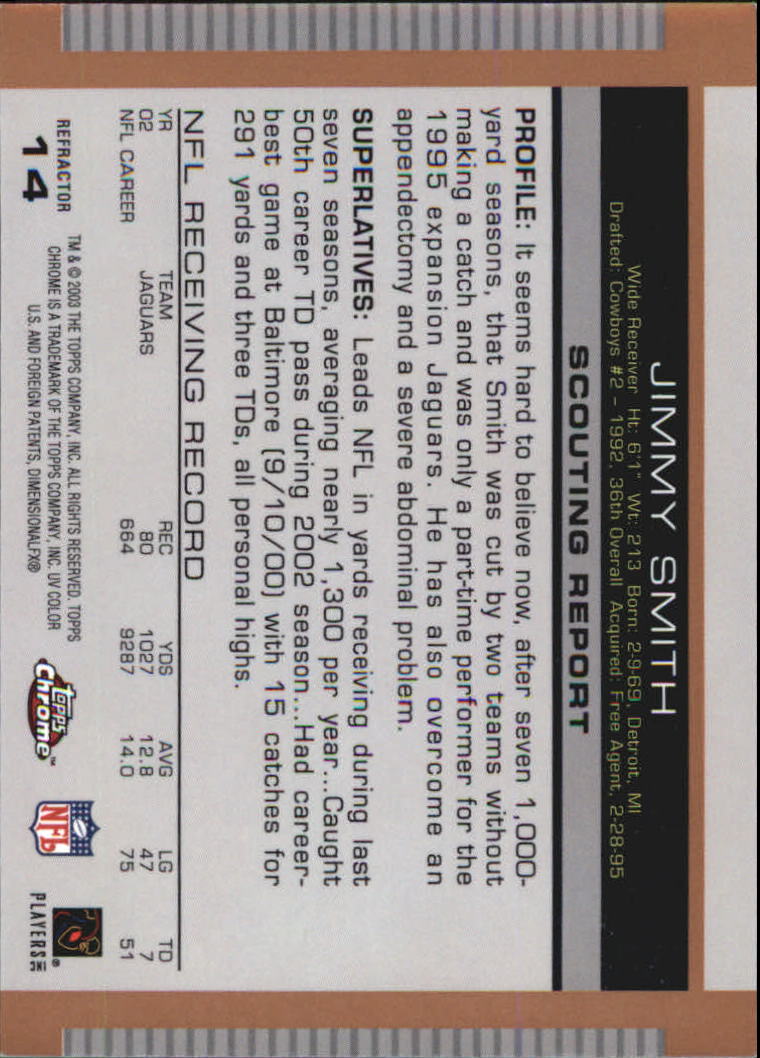 JIMMY SMITH
Wide Receiver Ht: 6'1" Wt: 213 Born: 2-9-69, Detroit, MI
Drafted: Cowboys #2 - 1992, 36th Overall Acquired: Free Agent, 2-28-95
SCOUTING REPORT
PROFILE: It seems hard to believe now, after seven 1,000-
yard seasons, that Smith was cut by two teams without
making a catch and was only a part-time performer for the
1995 expansion Jaguars. He has also overcome an
appendectomy and a severe abdominal problem.
SUPERLATIVES: Leads NFL in yards receiving during last
seven seasons, averaging nearly 1,300 per year...Caught
50th career TD pass during 2002 season...Had career-
best game at Baltimore (9/10/00) with 15 catches for
291 yards and three TDs, all personal highs.
NFL RECEIVING RECORD
YR TEAM REC YDS AVG LG TD
02 JAGUARS 80 1027 12.8 47 7
NFL CAREER 664 9287 14.0 75 51
REFRACTOR
14
TM & © 2003 THE TOPPS COMPANY, INC. ALL RIGHTS RESERVED. TOPPS
CHROME IS A TRADEMARK OF THE TOPPS COMPANY, INC. UV COLOR
U.S. AND FOREIGN PATENTS, DIMENSIONALFX®
Topps Chrome™
NFL
PLAYERS INC